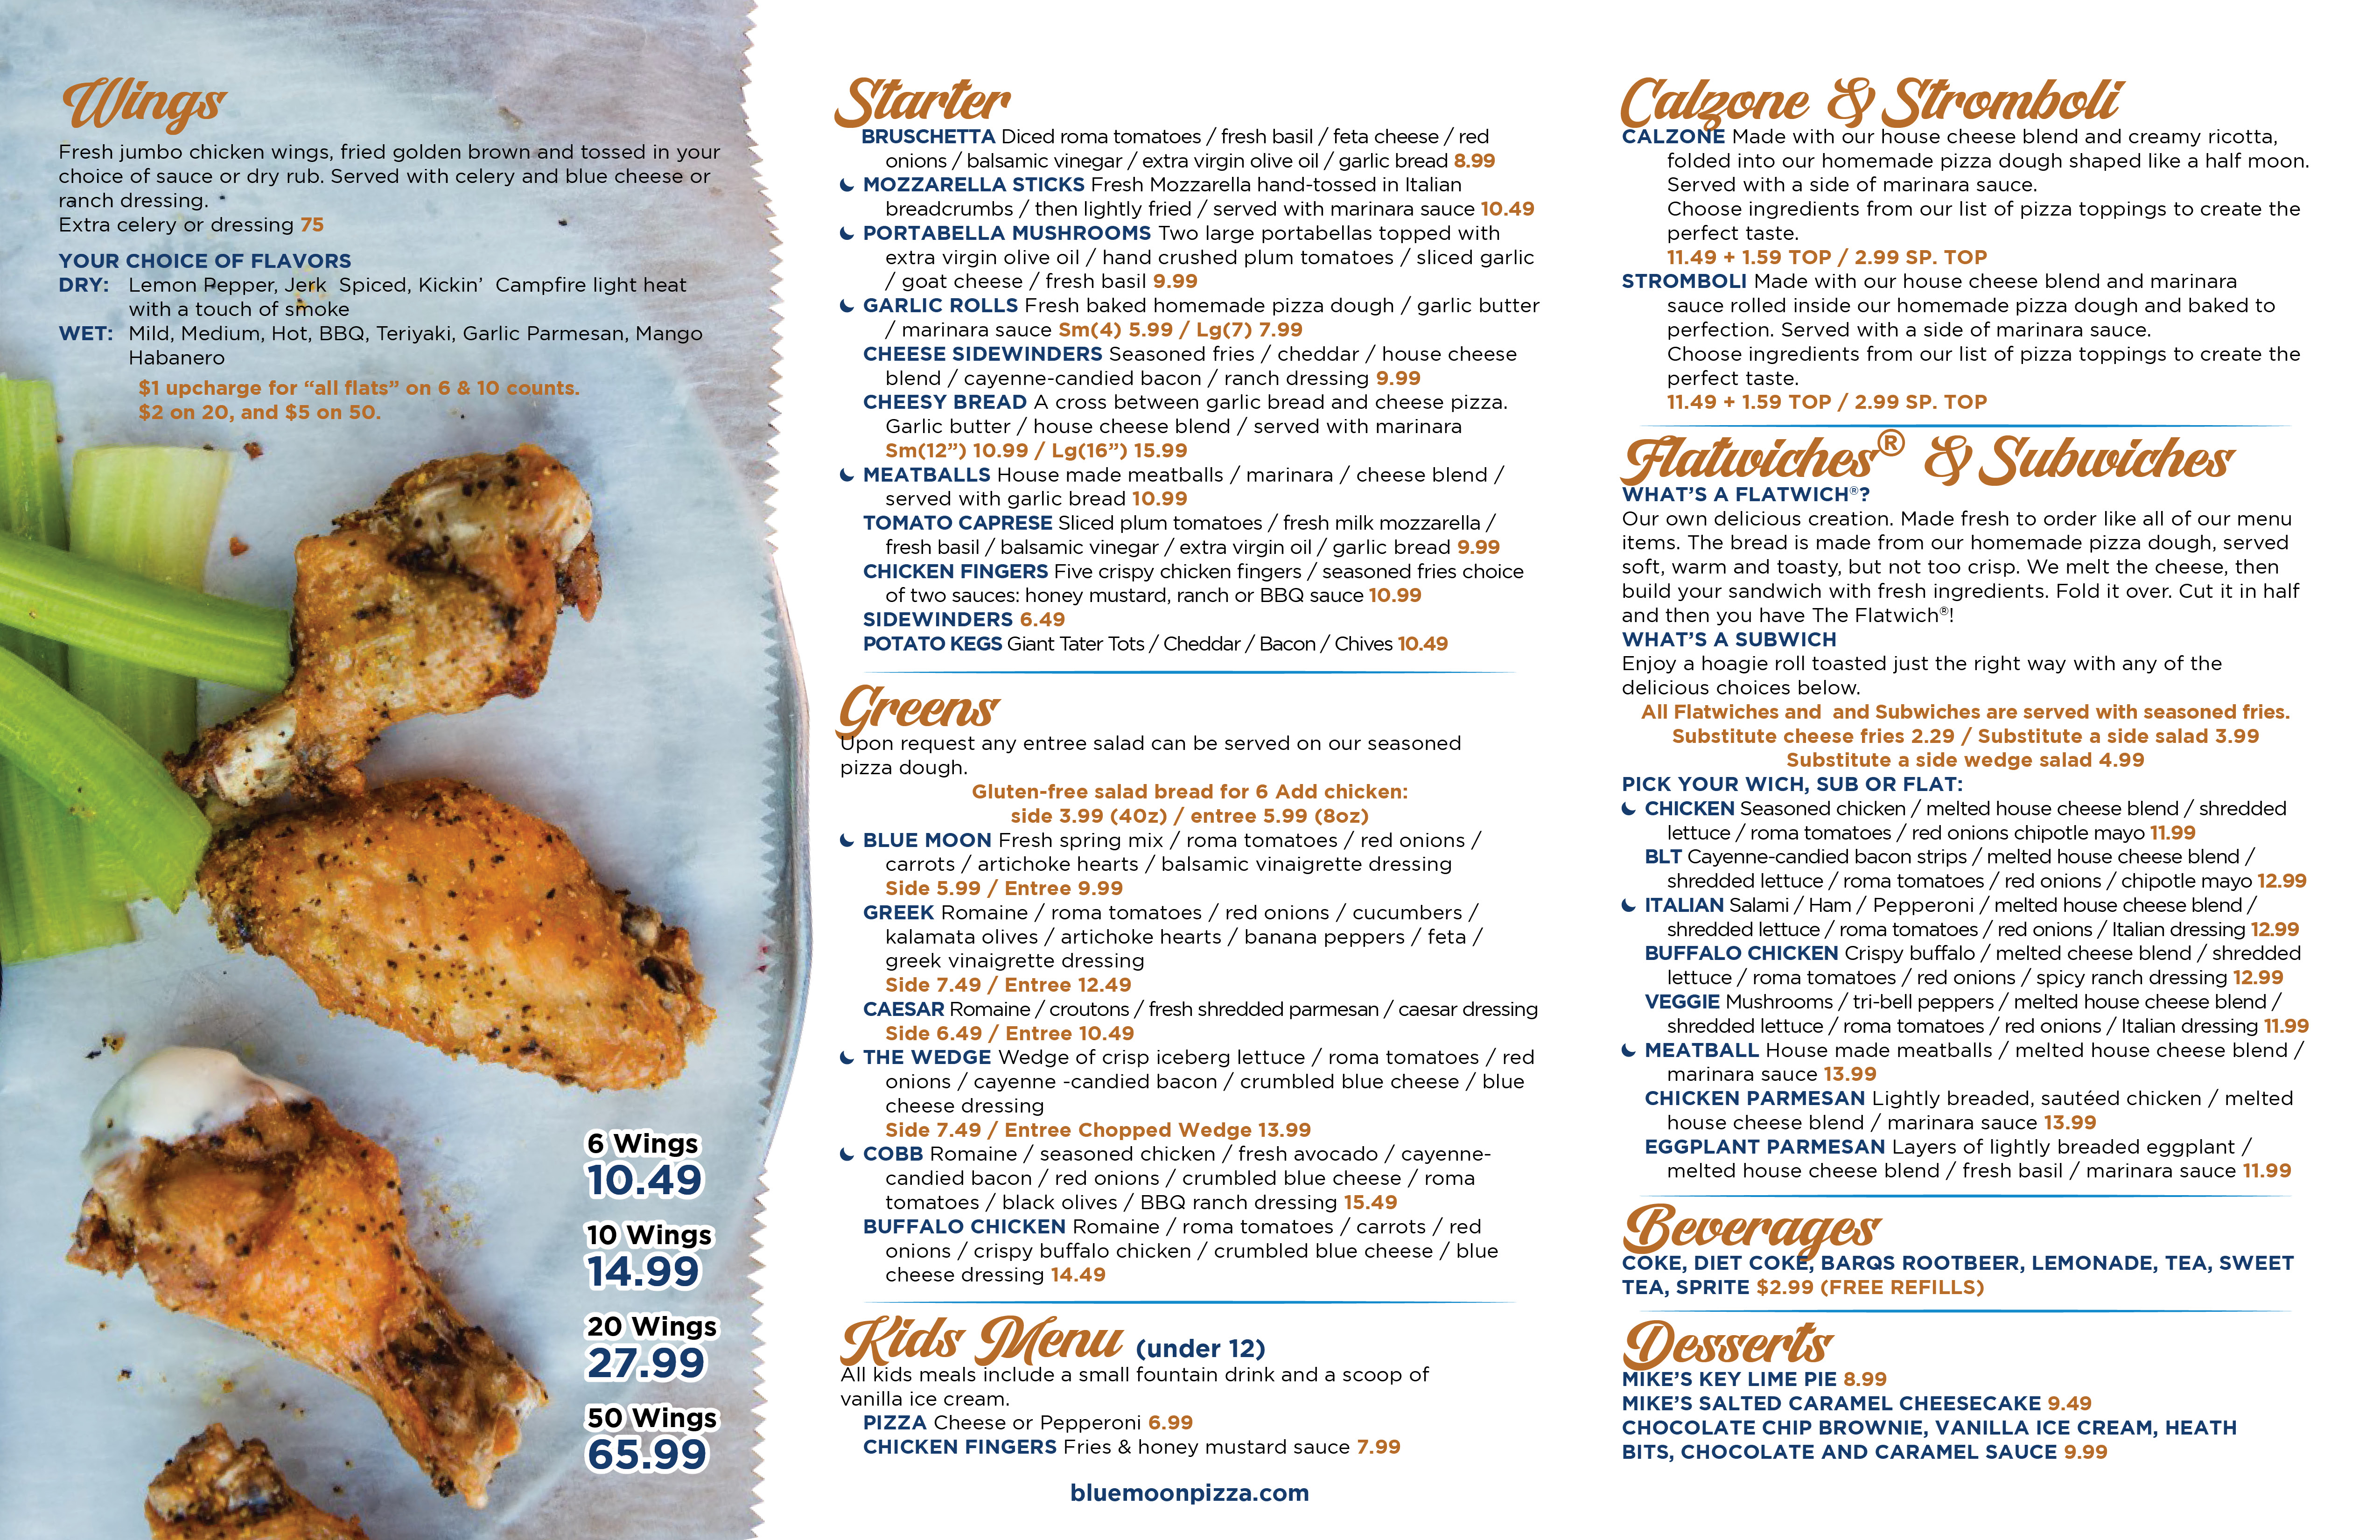 Wings
Fresh jumbo chicken wings, fried golden brown and tossed in your
choice of sauce or dry rub. Served with celery and blue cheese or
ranch dressing.
Extra celery or dressing 75
YOUR CHOICE OF FLAVORS
DRY: Lemon Pepper, Jerk Spiced, Kickin’ Campfire light heat
with a touch of smoke
WET: Mild, Medium, Hot, BBQ, Teriyaki, Garlic Parmesan, Mango
Habanero
$1 upcharge for “all flats” on 6 & 10 counts.
$2 on 20, and $5 on 50.
6 Wings
10.49
10 Wings
14.99
20 Wings
27.99
50 Wings
65.99
Starter
BRUSCHETTA Diced roma tomatoes / fresh basil / feta cheese / red
onions / balsamic vinegar / extra virgin olive oil / garlic bread 8.99
MOZZARELLA STICKS Fresh Mozzarella hand-tossed in Italian
breadcrumbs / then lightly fried / served with marinara sauce 10.49
PORTABELLA MUSHROOMS Two large portabellas topped with
extra virgin olive oil / hand crushed plum tomatoes / sliced garlic
/ goat cheese / fresh basil 9.99
GARLIC ROLLS Fresh baked homemade pizza dough / garlic butter
/ marinara sauce Sm(4) 5.99 / Lg(7) 7.99
CHEESE SIDEWINDERS Seasoned fries / cheddar / house cheese
blend / cayenne-candied bacon / ranch dressing 9.99
CHEESY BREAD A cross between garlic bread and cheese pizza.
Garlic butter / house cheese blend / served with marinara
Sm(12”) 10.99 / Lg(16”) 15.99
MEATBALLS House made meatballs / marinara / cheese blend /
served with garlic bread 10.99
TOMATO CAPRESE Sliced plum tomatoes / fresh milk mozzarella /
fresh basil / balsamic vinegar / extra virgin oil / garlic bread 9.99
CHICKEN FINGERS Five crispy chicken fingers / seasoned fries choice
of two sauces: honey mustard, ranch or BBQ sauce 10.99
SIDEWINDERS 6.49
POTATO KEGS Giant Tater Tots / Cheddar / Bacon / Chives 10.49
Greens
Upon request any entree salad can be served on our seasoned
pizza dough.
Gluten-free salad bread for 6 Add chicken:
side 3.99 (4oz) / entree 5.99 (8oz)
BLUE MOON Fresh spring mix / roma tomatoes / red onions /
carrots / artichoke hearts / balsamic vinaigrette dressing
Side 5.99 / Entree 9.99
GREEK Romaine / roma tomatoes / red onions / cucumbers /
kalamata olives / artichoke hearts / banana peppers / feta /
greek vinaigrette dressing
Side 7.49 / Entree 12.49
CAESAR Romaine / croutons / fresh shredded parmesan / caesar dressing
Side 6.49 / Entree 10.49
THE WEDGE Wedge of crisp iceberg lettuce / roma tomatoes / red
onions / cayenne -candied bacon / crumbled blue cheese / blue
cheese dressing
Side 7.49 / Entree Chopped Wedge 13.99
COBB Romaine / seasoned chicken / fresh avocado / cayenne-
candied bacon / red onions / crumbled blue cheese / roma
tomatoes / black olives / BBQ ranch dressing 15.49
BUFFALO CHICKEN Romaine / roma tomatoes / carrots / red
onions / crispy buffalo chicken / crumbled blue cheese / blue
cheese dressing 14.49
Kids Menu (under 12)
All kids meals include a small fountain drink and a scoop of
vanilla ice cream.
PIZZA Cheese or Pepperoni 6.99
CHICKEN FINGERS Fries & honey mustard sauce 7.99
bluemoonpizza.com
Calzone & Stromboli
CALZONE Made with our house cheese blend and creamy ricotta,
folded into our homemade pizza dough shaped like a half moon.
Served with a side of marinara sauce.
Choose ingredients from our list of pizza toppings to create the
perfect taste.
11.49 + 1.59 TOP / 2.99 SP. TOP
STROMBOLI Made with our house cheese blend and marinara
sauce rolled inside our homemade pizza dough and baked to
perfection. Served with a side of marinara sauce.
Choose ingredients from our list of pizza toppings to create the
perfect taste.
11.49 + 1.59 TOP / 2.99 SP. TOP
Flatwiches® & Subwiches
WHAT’S A FLATWICH®?
Our own delicious creation. Made fresh to order like all of our menu
items. The bread is made from our homemade pizza dough, served
soft, warm and toasty, but not too crisp. We melt the cheese, then
build your sandwich with fresh ingredients. Fold it over. Cut it in half
and then you have The Flatwich®!
WHAT’S A SUBWICH
Enjoy a hoagie roll toasted just the right way with any of the
delicious choices below.
All Flatwiches and and Subwiches are served with seasoned fries.
Substitute cheese fries 2.29 / Substitute a side salad 3.99
Substitute a side wedge salad 4.99
PICK YOUR WICH, SUB OR FLAT:
CHICKEN Seasoned chicken / melted house cheese blend / shredded
lettuce / roma tomatoes / red onions chipotle mayo 11.99
BLT Cayenne-candied bacon strips / melted house cheese blend /
shredded lettuce / roma tomatoes / red onions / chipotle mayo 12.99
ITALIAN Salami / Ham / Pepperoni / melted house cheese blend /
shredded lettuce / roma tomatoes / red onions / Italian dressing 12.99
BUFFALO CHICKEN Crispy buffalo / melted cheese blend / shredded
lettuce / roma tomatoes / red onions / spicy ranch dressing 12.99
VEGGIE Mushrooms / tri-bell peppers / melted house cheese blend /
shredded lettuce / roma tomatoes / red onions / Italian dressing 11.99
MEATBALL House made meatballs / melted house cheese blend /
marinara sauce 13.99
CHICKEN PARMESAN Lightly breaded, sautéed chicken / melted
house cheese blend / marinara sauce 13.99
EGGPLANT PARMESAN Layers of lightly breaded eggplant /
melted house cheese blend / fresh basil / marinara sauce 11.99
Beverages
COKE, DIET COKE, BARQS ROOTBEER, LEMONADE, TEA, SWEET
TEA, SPRITE $2.99 (FREE REFILLS)
Desserts
MIKE’S KEY LIME PIE 8.99
MIKE’S SALTED CARAMEL CHEESECAKE 9.49
CHOCOLATE CHIP BROWNIE, VANILLA ICE CREAM, HEATH
BITS, CHOCOLATE AND CARAMEL SAUCE 9.99